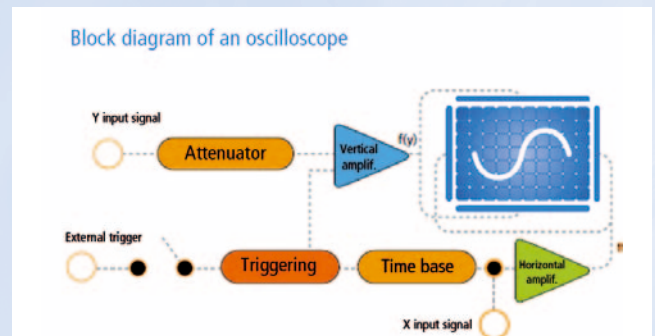 Block diagram of an oscilloscope
Y input signal
Attenuator
Vertical
amplif.
f(y)
External trigger
Triggering
Time base
Horizontal
amplif.
X input signal